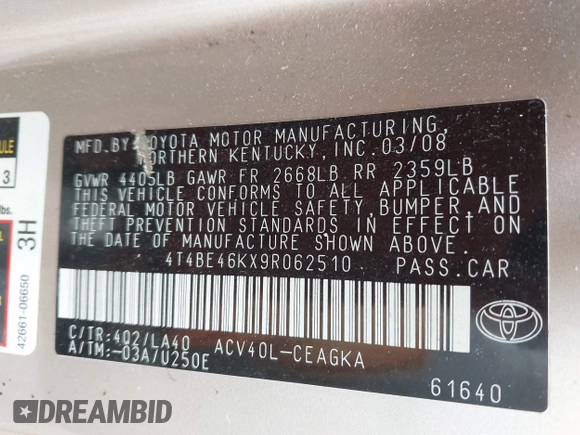 MFD.BY:TOYOTA MOTOR MANUFACTURING,
NORTHERN KENTUCKY, INC. 03/08
GVWR 4405LB GAWR FR 2668LB RR 2359LB
THIS VEHICLE CONFORMS TO ALL APPLICABLE
FEDERAL MOTOR VEHICLE SAFETY, BUMPER, AND
THEFT PREVENTION STANDARDS IN EFFECT ON
THE DATE OF MANUFACTURE SHOWN ABOVE.
4T4BE46KX9R062510 PASS.CAR
C/TR:4Q2/LA40 ACV40L-CEAGKA
A/TM:-03A/U250E
61640
TOYOTA
3
lbs.
3H
42661-06650
DREAMBID